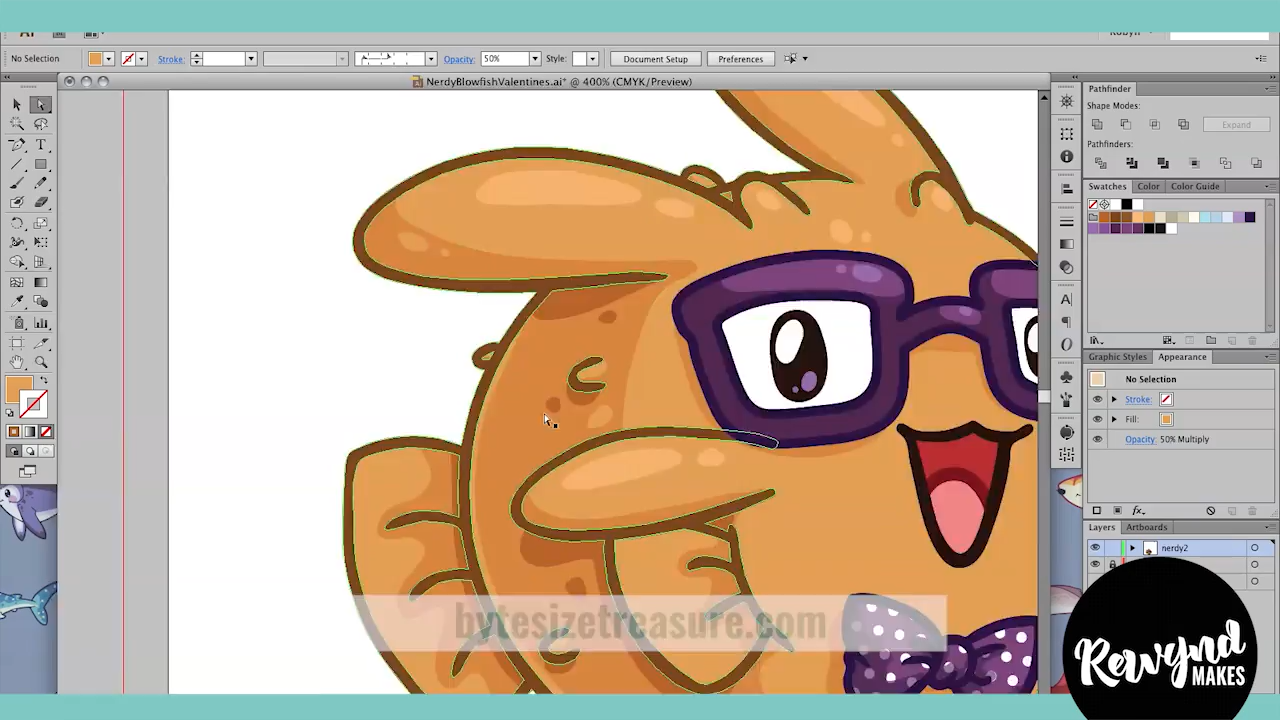 No Selection
Stroke:
Opacity: 50%
Style:
Document Setup
Preferences
NerdyBlowfishValentines.ai* @ 400% (CMYK/Preview)
Pathfinder
Shape Modes:
Expand
Pathfinders:
Swatches Color Color Guide
Graphic Styles Appearance
No Selection
Stroke:
Fill:
Opacity: 50% Multiply
Layers Artboards
nerdy2
bytesizetreasure.com
Rewynd
MAKES